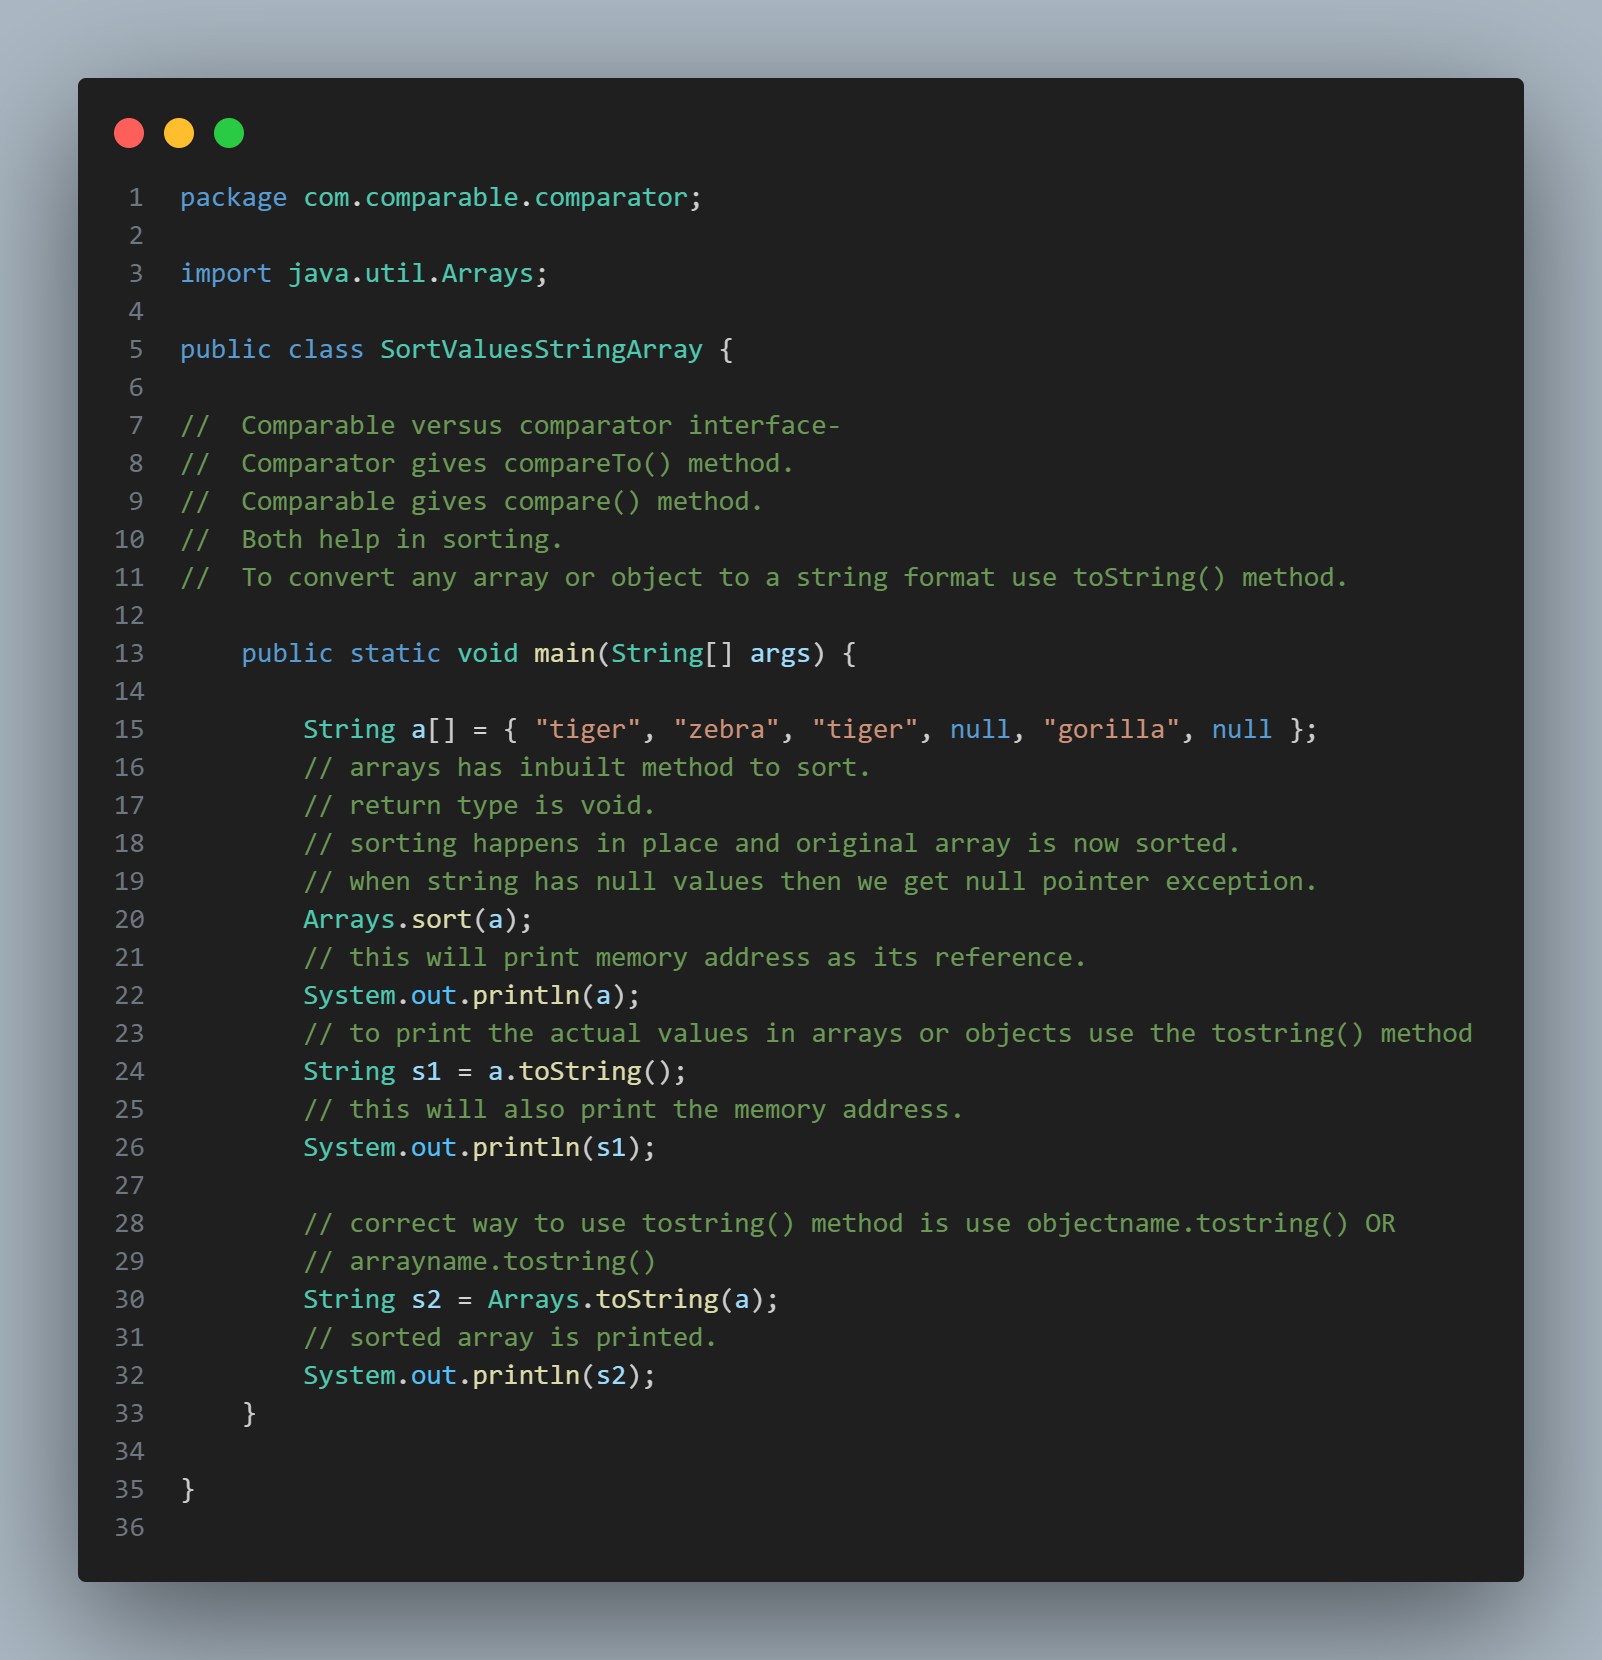 1 package com.comparable.comparator;
2
3 import java.util.Arrays;
4
5 public class SortValuesStringArray {
6
7 //  Comparable versus comparator interface-
8 //  Comparator gives compareTo() method.
9 //  Comparable gives compare() method.
10 //  Both help in sorting.
11 //  To convert any array or object to a string format use toString() method.
12
13     public static void main(String[] args) {
14
15         String a[] = { "tiger", "zebra", "tiger", null, "gorilla", null };
16         // arrays has inbuilt method to sort.
17         // return type is void.
18         // sorting happens in place and original array is now sorted.
19         // when string has null values then we get null pointer exception.
20         Arrays.sort(a);
21         // this will print memory address as its reference.
22         System.out.println(a);
23         // to print the actual values in arrays or objects use the tostring() method
24         String s1 = a.toString();
25         // this will also print the memory address.
26         System.out.println(s1);
27
28         // correct way to use tostring() method is use objectname.tostring() OR
29         // arrayname.tostring()
30         String s2 = Arrays.toString(a);
31         // sorted array is printed.
32         System.out.println(s2);
33     }
34
35 }
36